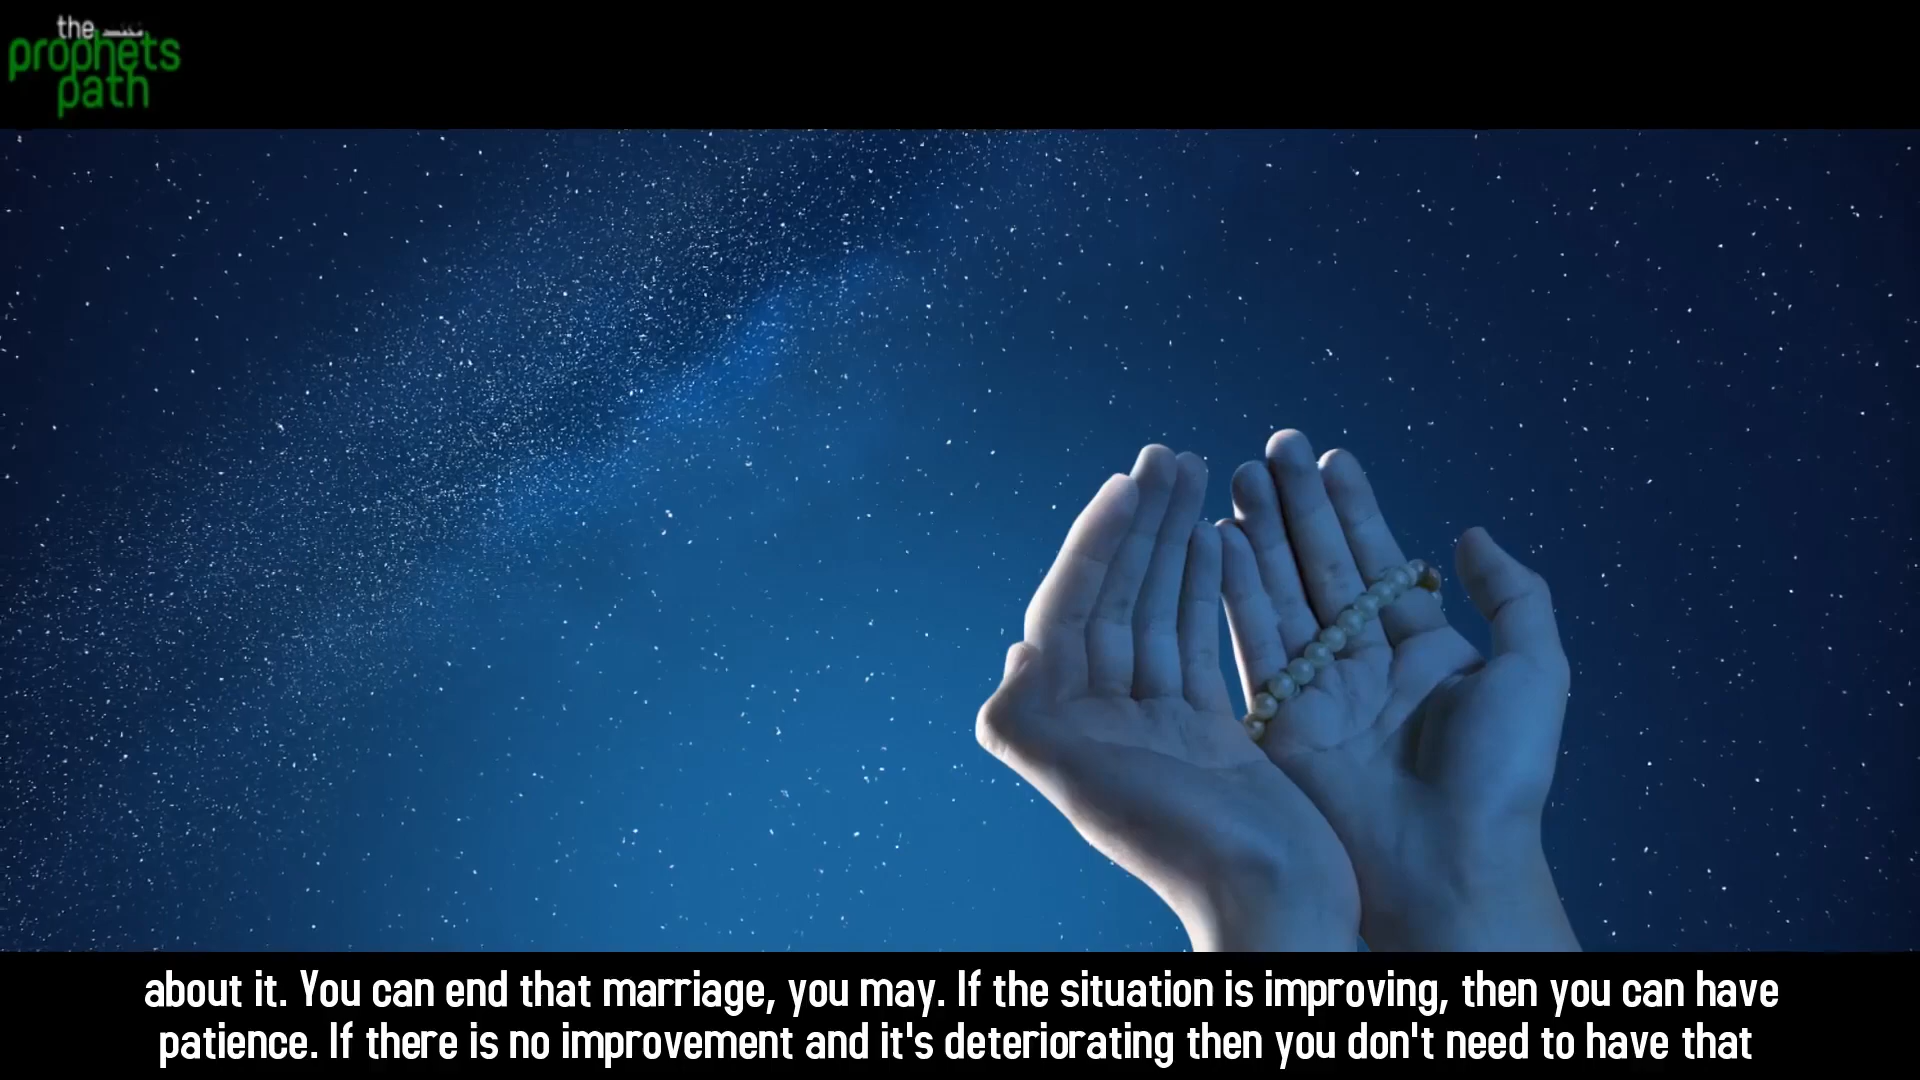 the
prophets
path
about it. You can end that marriage, you may. If the situation is improving, then you can have
patience. If there is no improvement and it's deteriorating then you don't need to have that